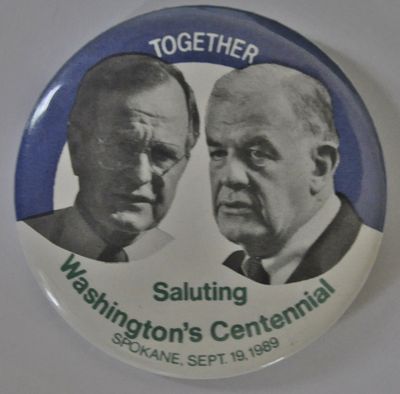 TOGETHER
Saluting
Washington's Centennial
SPOKANE, SEPT. 19, 1989